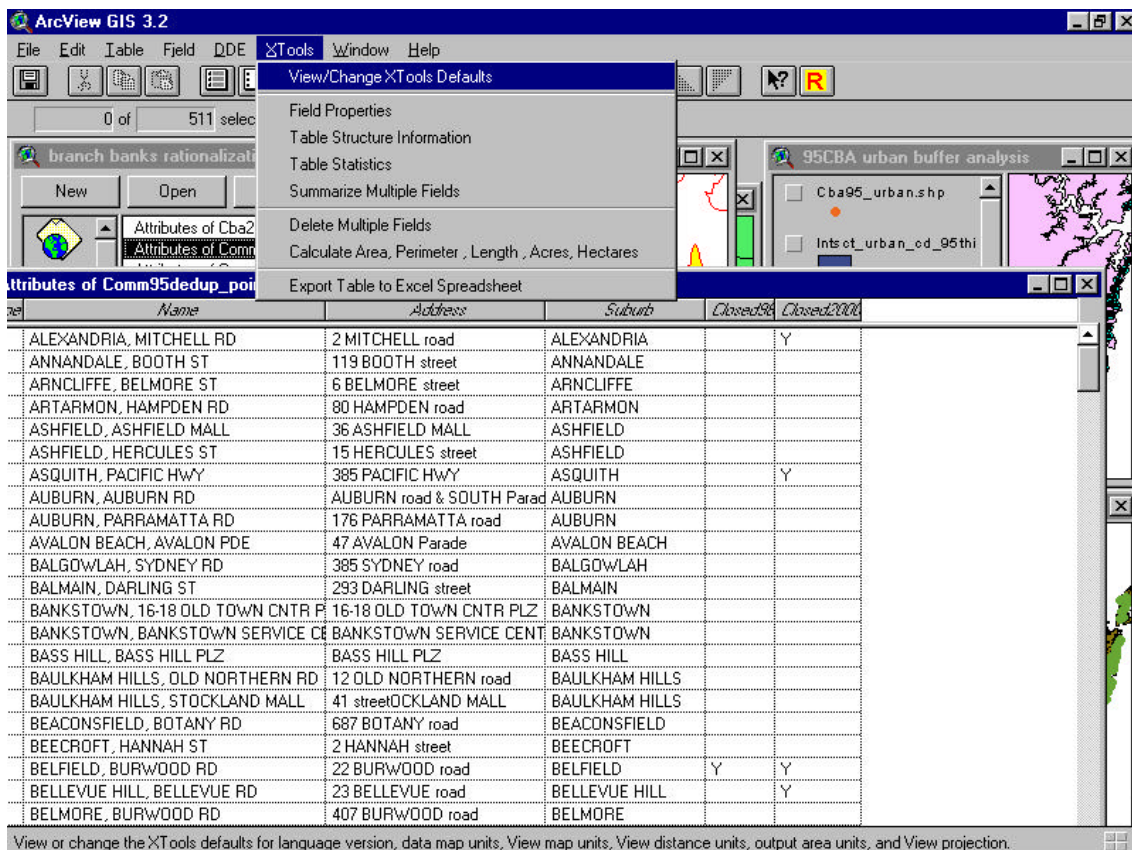 ArcView GIS 3.2
File Edit Table Field DDE XTools Window Help
View/Change XTools Defaults
R
Field Properties
0 of 511 selec
Table Structure Information
branch banks rationalizati
Table Statistics
95CBA urban buffer analysis
New Open
Summarize Multiple Fields
Cba95_urban.shp
Attributes of Cba2
Delete Multiple Fields
Attributes of Comm
Calculate Area, Perimeter , Length , Acres, Hectares
Intsct_urban_cd_95thi
Attributes of Comm95dedup_poi
Export Table to Excel Spreadsheet
Name Address Suburb Closed98 Closed2000
ALEXANDRIA, MITCHELL RD 2 MITCHELL road ALEXANDRIA Y
ANNANDALE, BOOTH ST 119 BOOTH street ANNANDALE
ARNCLIFFE, BELMORE ST 6 BELMORE street ARNCLIFFE
ARTARMON, HAMPDEN RD 80 HAMPDEN road ARTARMON
ASHFIELD, ASHFIELD MALL 36 ASHFIELD MALL ASHFIELD
ASHFIELD, HERCULES ST 15 HERCULES street ASHFIELD
ASQUITH, PACIFIC HWY 385 PACIFIC HWY ASQUITH Y
AUBURN, AUBURN RD AUBURN road & SOUTH Parad AUBURN
AUBURN, PARRAMATTA RD 176 PARRAMATTA road AUBURN
AVALON BEACH, AVALON PDE 47 AVALON Parade AVALON BEACH
BALGOWLAH, SYDNEY RD 385 SYDNEY road BALGOWLAH
BALMAIN, DARLING ST 293 DARLING street BALMAIN
BANKSTOWN, 16-18 OLD TOWN CNTR P 16-18 OLD TOWN CNTR PLZ BANKSTOWN
BANKSTOWN, BANKSTOWN SERVICE CE BANKSTOWN SERVICE CENT BANKSTOWN
BASS HILL, BASS HILL PLZ BASS HILL PLZ BASS HILL
BAULKHAM HILLS, OLD NORTHERN RD 12 OLD NORTHERN road BAULKHAM HILLS
BAULKHAM HILLS, STOCKLAND MALL 41 streetOCKLAND MALL BAULKHAM HILLS
BEACONSFIELD, BOTANY RD 687 BOTANY road BEACONSFIELD
BEECROFT, HANNAH ST 2 HANNAH street BEECROFT
BELFIELD, BURWOOD RD 22 BURWOOD road BELFIELD Y Y
BELLEVUE HILL, BELLEVUE RD 23 BELLEVUE road BELLEVUE HILL Y
BELMORE, BURWOOD RD 407 BURWOOD road BELMORE
View or change the XTools defaults for language version, data map units, View map units, View distance units, output area units, and View projection.